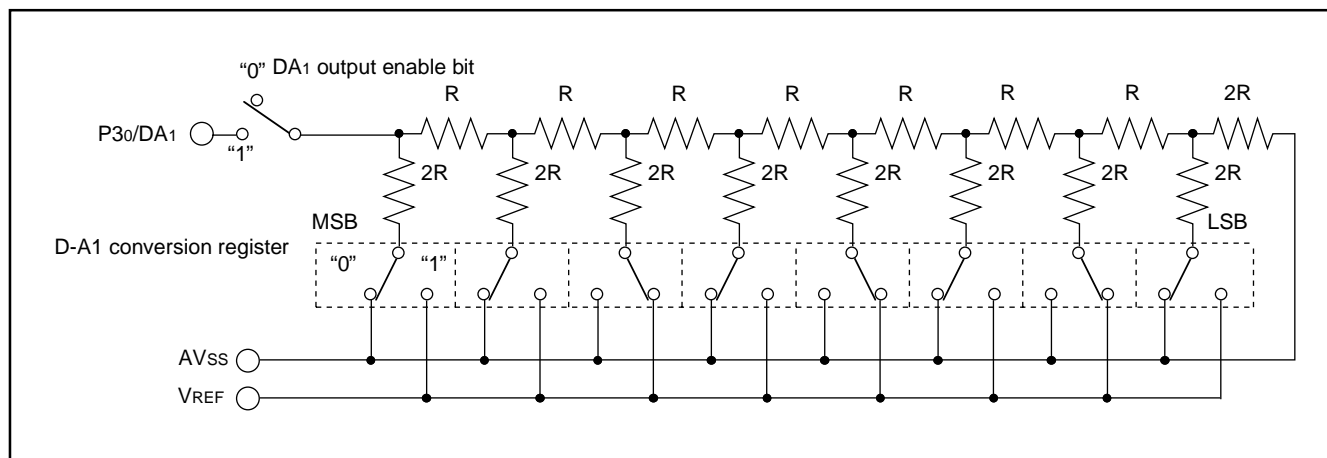 “0” DA1 output enable bit
R R R R R R R 2R
P30/DA1
“1”
2R 2R 2R 2R 2R 2R 2R 2R
MSB LSB
D-A1 conversion register
“0” “1”
AVSS
VREF